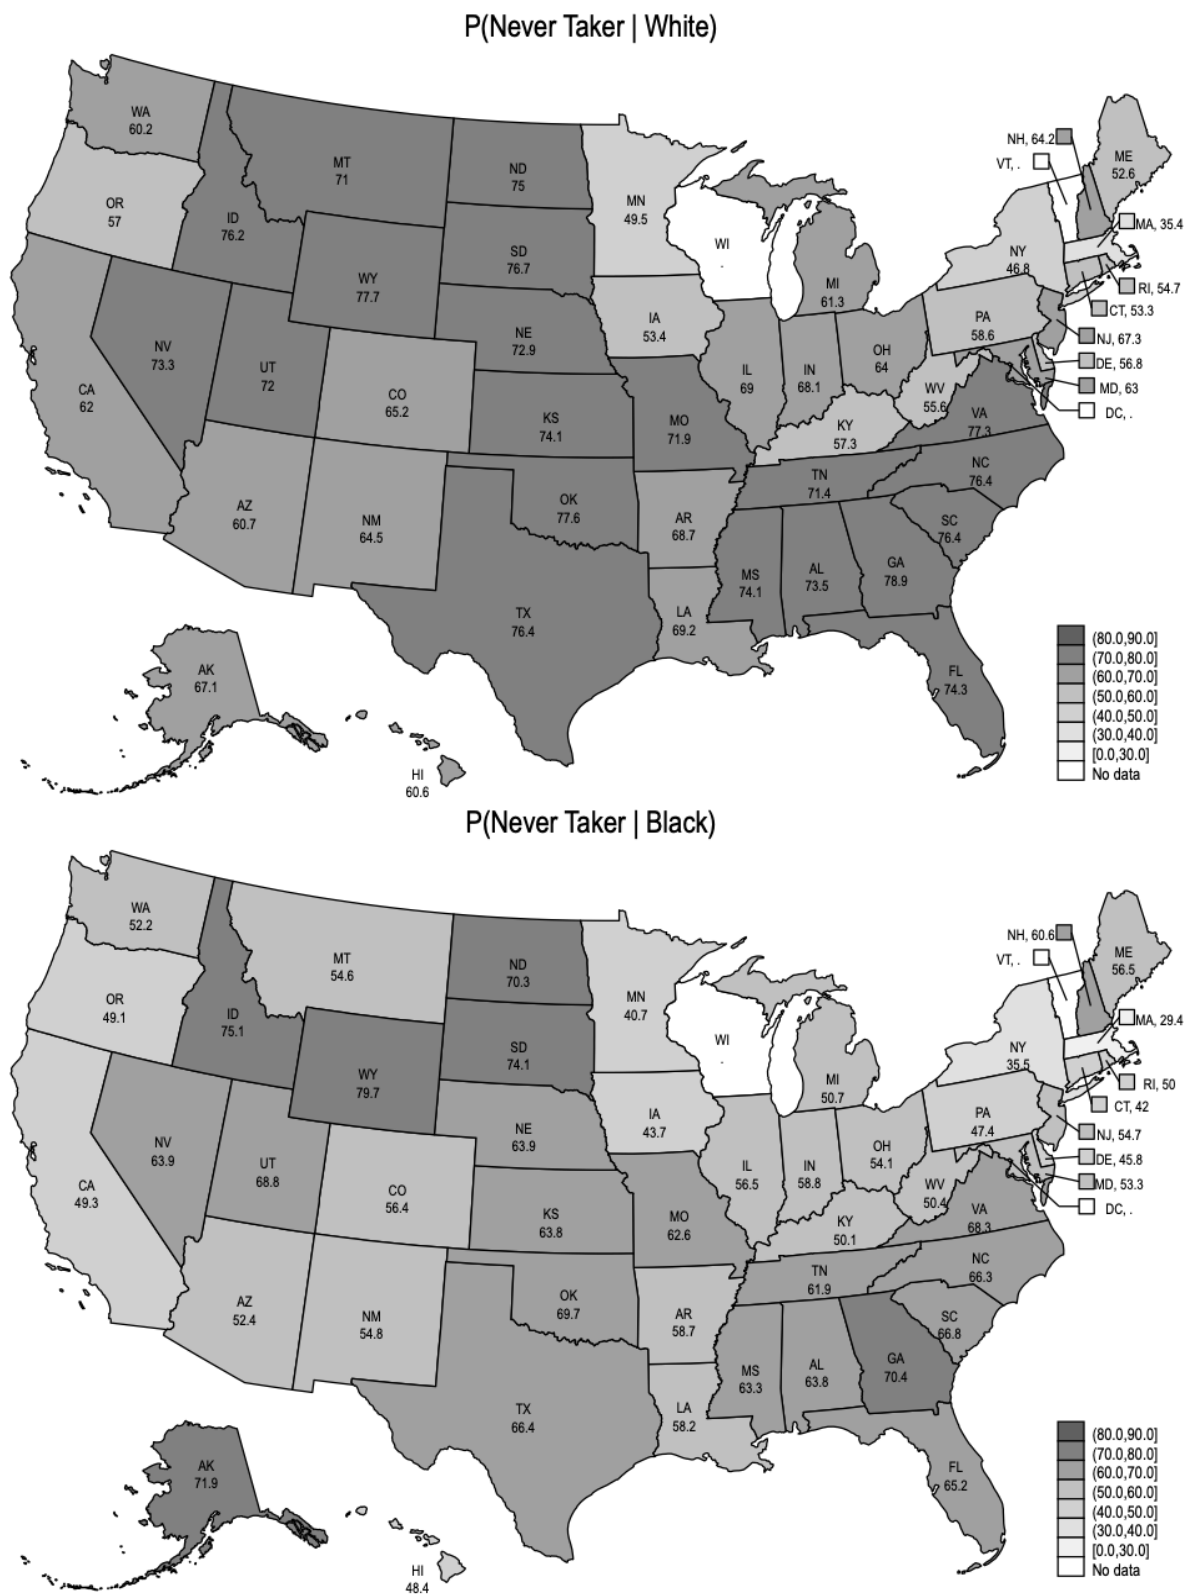 P(Never Taker | White)
WA
60.2
OR
57
CA
62
ID
76.2
NV
73.3
MT
71
WY
77.7
UT
72
AZ
60.7
CO
65.2
NM
64.5
ND
75
SD
76.7
NE
72.9
KS
74.1
OK
77.6
TX
76.4
MN
49.5
IA
53.4
MO
71.9
AR
68.7
LA
69.2
WI
.
IL
69
MI
61.3
IN
68.1
OH
64
KY
57.3
TN
71.4
MS
74.1
AL
73.5
GA
78.9
FL
74.3
SC
76.4
NC
76.4
VA
77.3
WV
55.6
PA
58.6
NY
46.8
ME
52.6
NH, 64.2
VT, .
MA, 35.4
RI, 54.7
CT, 53.3
NJ, 67.3
DE, 56.8
MD, 63
DC, .
AK
67.1
HI
60.6
(80.0,90.0]
(70.0,80.0]
(60.0,70.0]
(50.0,60.0]
(40.0,50.0]
(30.0,40.0]
[0.0,30.0]
No data
P(Never Taker | Black)
WA
52.2
OR
49.1
CA
49.3
ID
75.1
NV
63.9
MT
54.6
WY
79.7
UT
68.8
AZ
52.4
CO
56.4
NM
54.8
ND
70.3
SD
74.1
NE
63.9
KS
63.8
OK
69.7
TX
66.4
MN
40.7
IA
43.7
MO
62.6
AR
58.7
LA
58.2
WI
.
IL
56.5
MI
50.7
IN
58.8
OH
54.1
KY
50.1
TN
61.9
MS
63.3
AL
63.8
GA
70.4
FL
65.2
SC
66.8
NC
66.3
VA
68.3
WV
50.4
PA
47.4
NY
35.5
ME
56.5
NH, 60.6
VT, .
MA, 29.4
RI, 50
CT, 42
NJ, 54.7
DE, 45.8
MD, 53.3
DC, .
AK
71.9
HI
48.4
(80.0,90.0]
(70.0,80.0]
(60.0,70.0]
(50.0,60.0]
(40.0,50.0]
(30.0,40.0]
[0.0,30.0]
No data